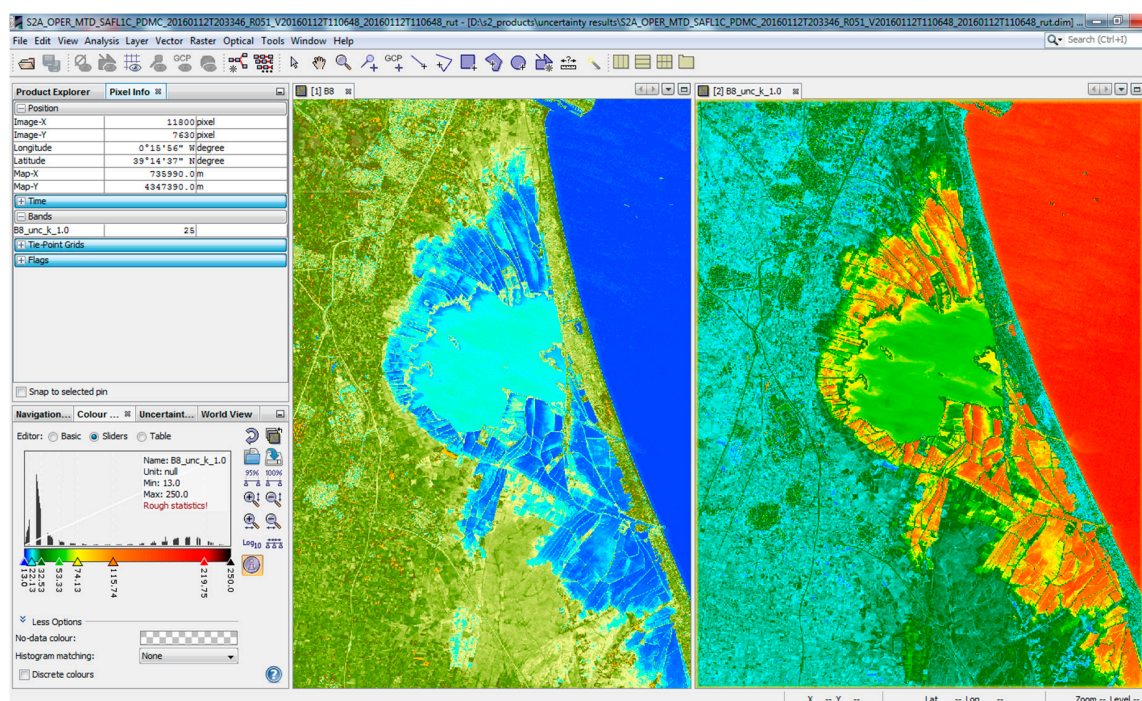 S2A_OPER_MTD_SAFL1C_PDMC_20160112T203346_R051_V20160112T110648_20160112T110648_rut - [D:\s2_products\uncertainty results\S2A_OPER_MTD_SAFL1C_PDMC_20160112T203346_R051_V20160112T110648_20160112T110648_rut.dim] ...
File Edit View Analysis Layer Vector Raster Optical Tools Window Help
Search (Ctrl+I)
GCP GCP
Product Explorer Pixel Info [1] B8 [2] B8_unc_k_1.0
Position
Image-X 11800 pixel
Image-Y 7630 pixel
Longitude 0°15'56" W degree
Latitude 39°14'37" N degree
Map-X 735990.0 m
Map-Y 4347390.0 m
Time
Bands
B8_unc_k_1.0 25
Tie-Point Grids
Flags
Snap to selected pin
Navigation... Colour ... Uncertaint... World View
Editor: Basic Sliders Table
Name: B8_unc_k_1.0
Unit: null
Min: 13.0
Max: 250.0
Rough statistics!
95% 100%
Log10
13.0 22.13 32.53 53.33 74.13 115.74 219.75 250.0
Less Options
No-data colour:
Histogram matching: None
Discrete colours
X -- Y -- Lat -- Lon -- Zoom -- Level --